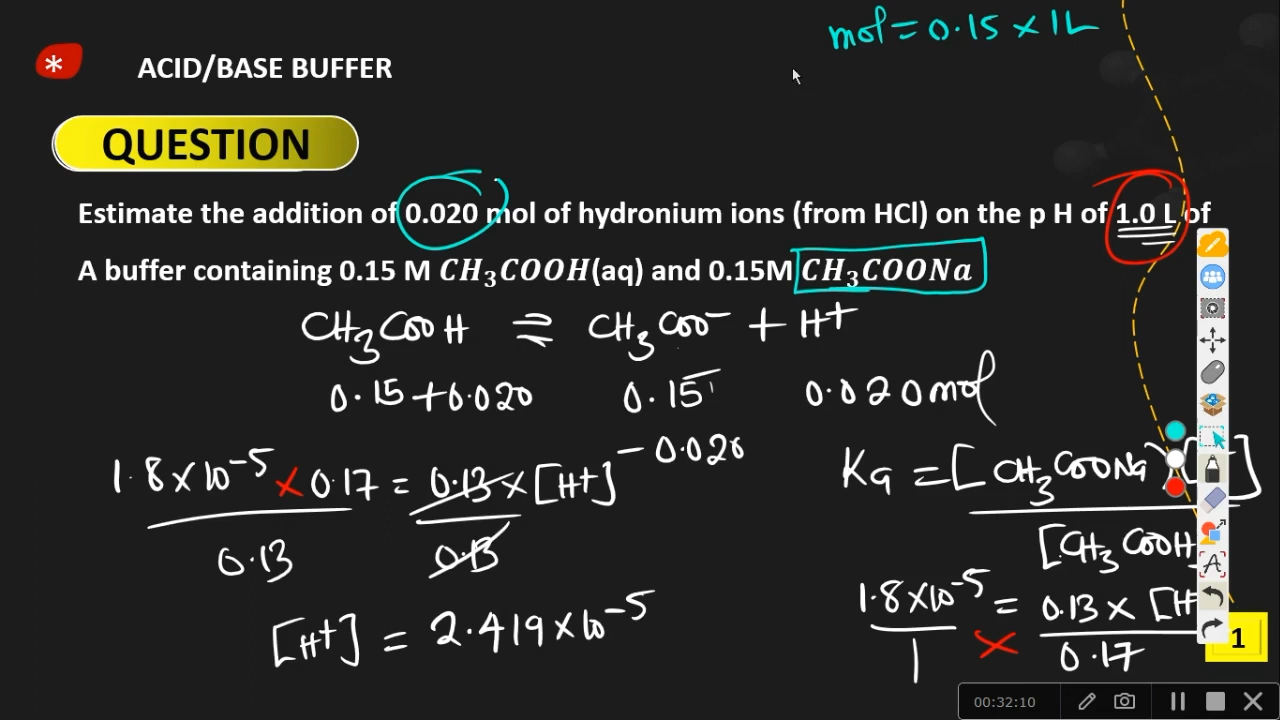 mol = 0.15 × 1L
* ACID/BASE BUFFER
QUESTION
Estimate the addition of 0.020 mol of hydronium ions (from HCl) on the p H of 1.0 L of
A buffer containing 0.15 M CH₃COOH(aq) and 0.15M CH₃COONa
CH₃COOH ⇌ CH₃COO⁻ + H⁺
0.15 + 0.020 0.15 0.020 mol
- 0.020
1.8 × 10⁻⁵ × 0.17 = 0.13 × [H⁺]
0.13 0.13
[H⁺] = 2.419 × 10⁻⁵
Ka = [CH₃COONa] [ ]
[CH₃COOH
1.8 × 10⁻⁵ = 0.13 × [H
1 × 0.17
A
1
00:32:10